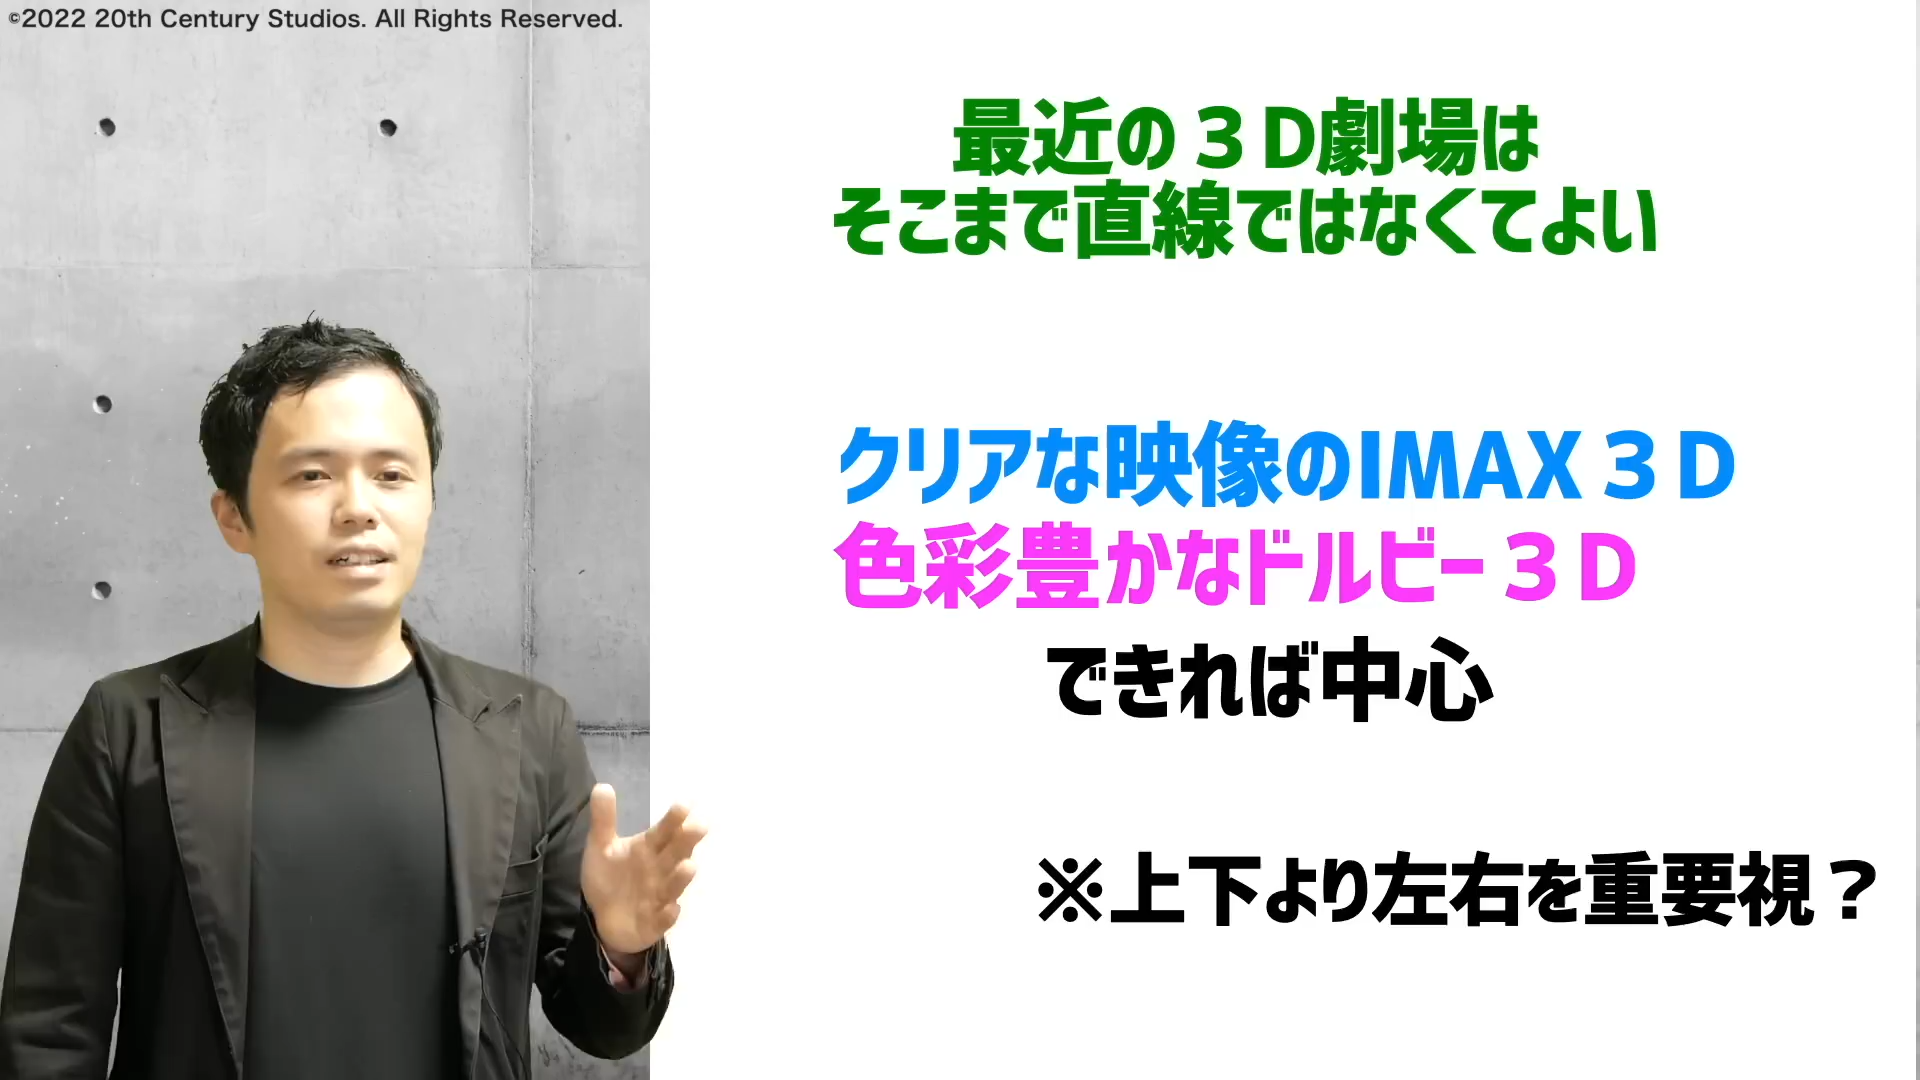 ©2022 20th Century Studios. All Rights Reserved.
最近の３D劇場は
そこまで直線ではなくてよい
クリアな映像のIMAX３D
色彩豊かなドルビー３D
できれば中心
※上下より左右を重要視？